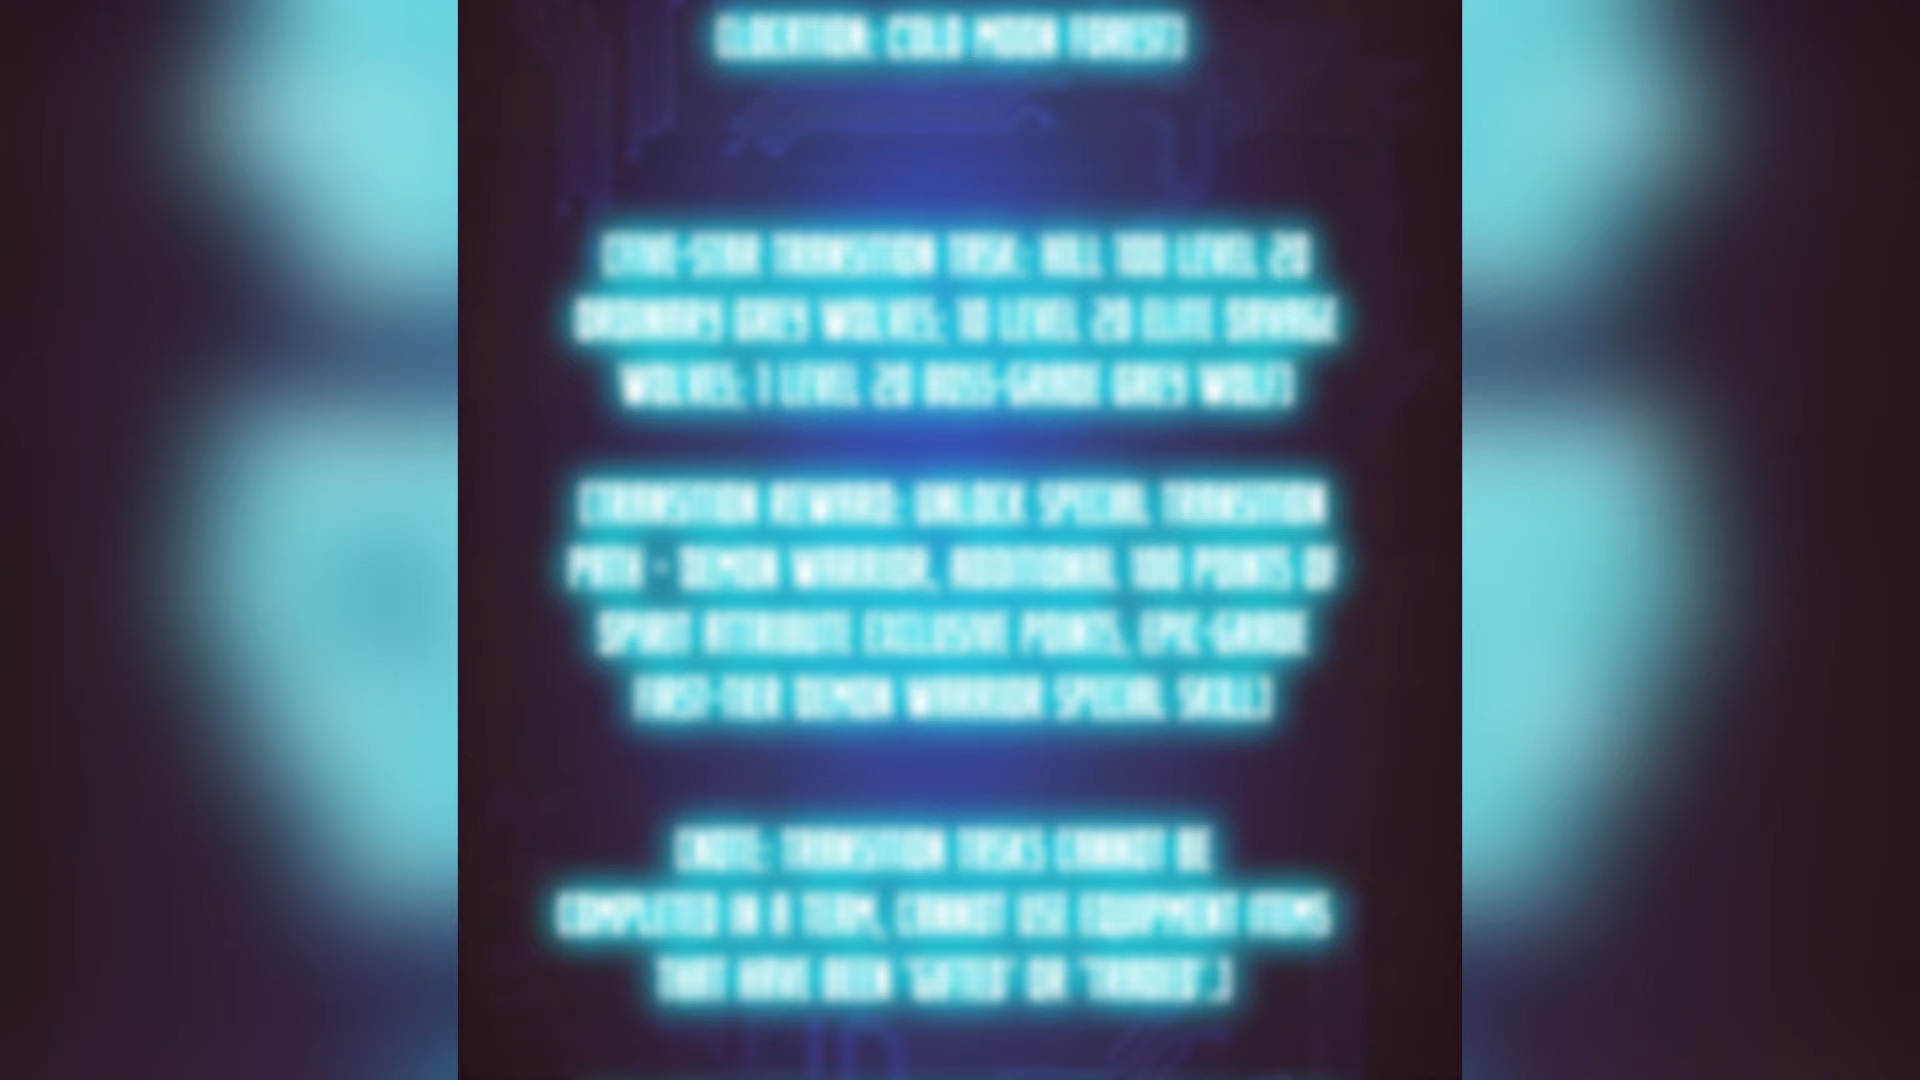 [LOCATION: COLD MOON FOREST]
[FIVE-STAR TRANSITION TASK: KILL 100 LEVEL 20
ORDINARY GREY WOLVES; 10 LEVEL 20 ELITE SAVAGE
WOLVES; 1 LEVEL 20 BOSS-GRADE GREY WOLF]
[TRANSITION REWARD: UNLOCK SPECIAL TRANSITION
PATH - DEMON WARRIOR, ADDITIONAL 100 POINTS OF
SPIRIT ATTRIBUTE EXCLUSIVE POINTS, EPIC-GRADE
FIRST-TIER DEMON WARRIOR SPECIAL SKILL]
[NOTE: TRANSITION TASKS CANNOT BE
COMPLETED IN A TERM, CANNOT USE EQUIPMENT ITEMS
THAT HAVE BEEN "GIFTED" OR "TRADED".]